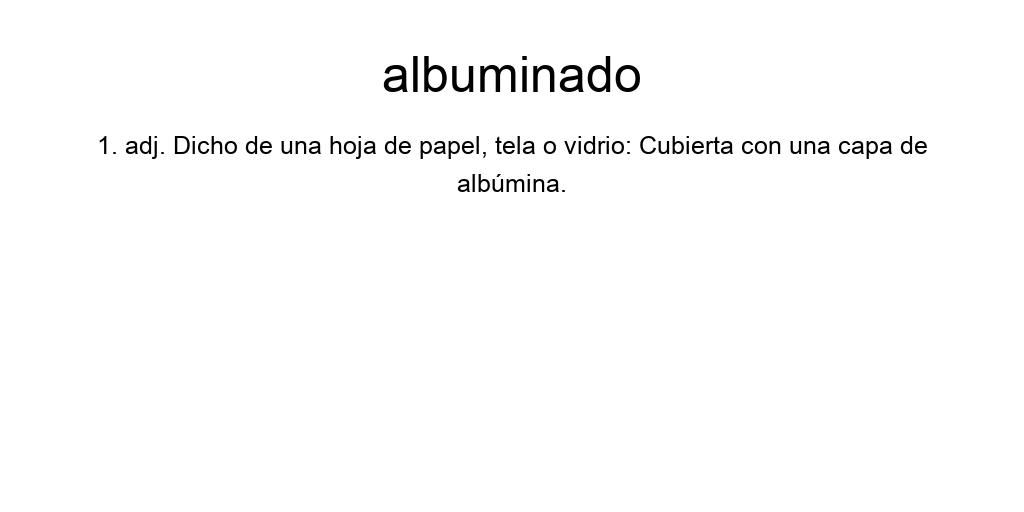 albuminado
1. adj. Dicho de una hoja de papel, tela o vidrio: Cubierta con una capa de
albúmina.